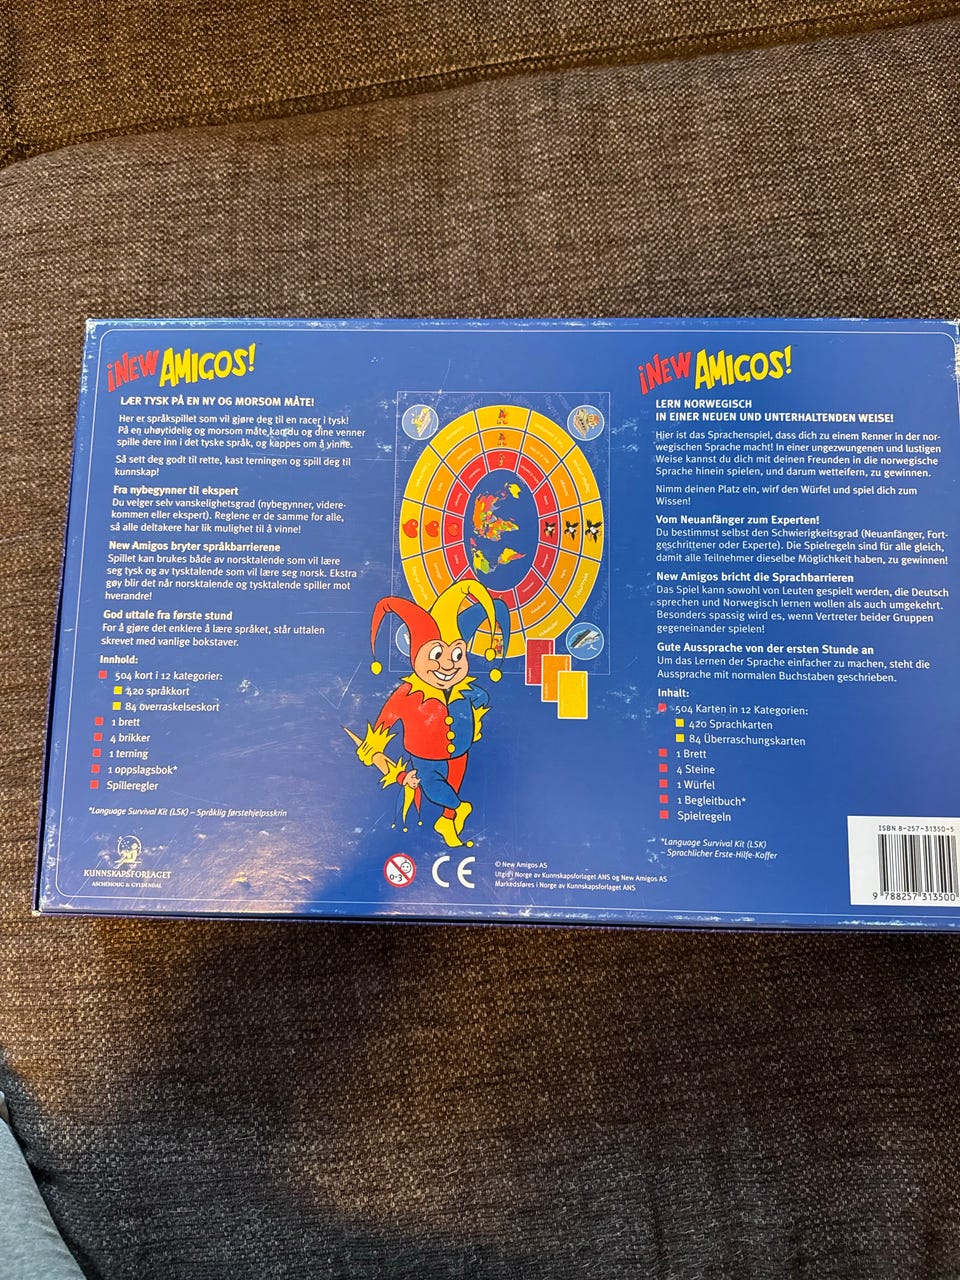 ¡NEW AMIGOS!
LÆR TYSK PÅ EN NY OG MORSOM MÅTE!
Her er språkspillet som vil gjøre deg til en racer i tysk!
På en uhøytidelig og morsom måte kan du og dine venner
spille dere inn i det tyske språk, og kappes om å vinne.
Så sett deg godt til rette, kast terningen og spill deg til
kunnskap!
Fra nybegynner til ekspert
Du velger selv vanskelighetsgrad (nybegynner, videre-
kommen eller ekspert). Reglene er de samme for alle,
så alle deltakere har lik mulighet til å vinne!
New Amigos bryter språkbarrierene
Spillet kan brukes både av norsktalende som vil lære
seg tysk og av tysktalende som vil lære seg norsk. Ekstra
gøy blir det når norsktalende og tysktalende spiller mot
hverandre!
God uttale fra første stund
For å gjøre det enklere å lære språket, står uttalen
skrevet med vanlige bokstaver.
Innhold:
504 kort i 12 kategorier:
420 språkkort
84 overraskelseskort
1 brett
4 brikker
1 terning
1 oppslagsbok*
Spilleregler
*Language Survival Kit (LSK) – Språklig førstehjelpsskrin
KUNNSKAPSFORLAGET
ASCHEHOUG & GYLDENDAL
0-3
CE
© New Amigos AS
Utgitt i Norge av Kunnskapsforlaget ANS og New Amigos AS
Markedsføres i Norge av Kunnskapsforlaget ANS
¡NEW AMIGOS!
LERN NORWEGISCH
IN EINER NEUEN UND UNTERHALTENDEN WEISE!
Hier ist das Sprachenspiel, dass dich zu einem Renner in der nor-
wegischen Sprache macht! In einer ungezwungenen und lustigen
Weise kannst du dich mit deinen Freunden in die norwegische
Sprache hinein spielen, und darum wetteifern, zu gewinnen.
Nimm deinen Platz ein, wirf den Würfel und spiel dich zum
Wissen!
Vom Neuanfänger zum Experten!
Du bestimmst selbst den Schwierigkeitsgrad (Neuanfänger, Fort-
geschrittener oder Experte). Die Spielregeln sind für alle gleich,
damit alle Teilnehmer dieselbe Möglichkeit haben, zu gewinnen!
New Amigos bricht die Sprachbarrieren
Das Spiel kann sowohl von Leuten gespielt werden, die Deutsch
sprechen und Norwegisch lernen wollen als auch umgekehrt.
Besonders spassig wird es, wenn Vertreter beider Gruppen
gegeneinander spielen!
Gute Aussprache von der ersten Stunde an
Um das Lernen der Sprache einfacher zu machen, steht die
Aussprache mit normalen Buchstaben geschrieben.
Inhalt:
504 Karten in 12 Kategorien:
420 Sprachkarten
84 Überraschungskarten
1 Brett
4 Steine
1 Würfel
1 Begleitbuch*
Spielregeln
*Language Survival Kit (LSK)
– Sprachlicher Erste-Hilfe-Koffer
ISBN 8-257-31350-5
9 788257 313500